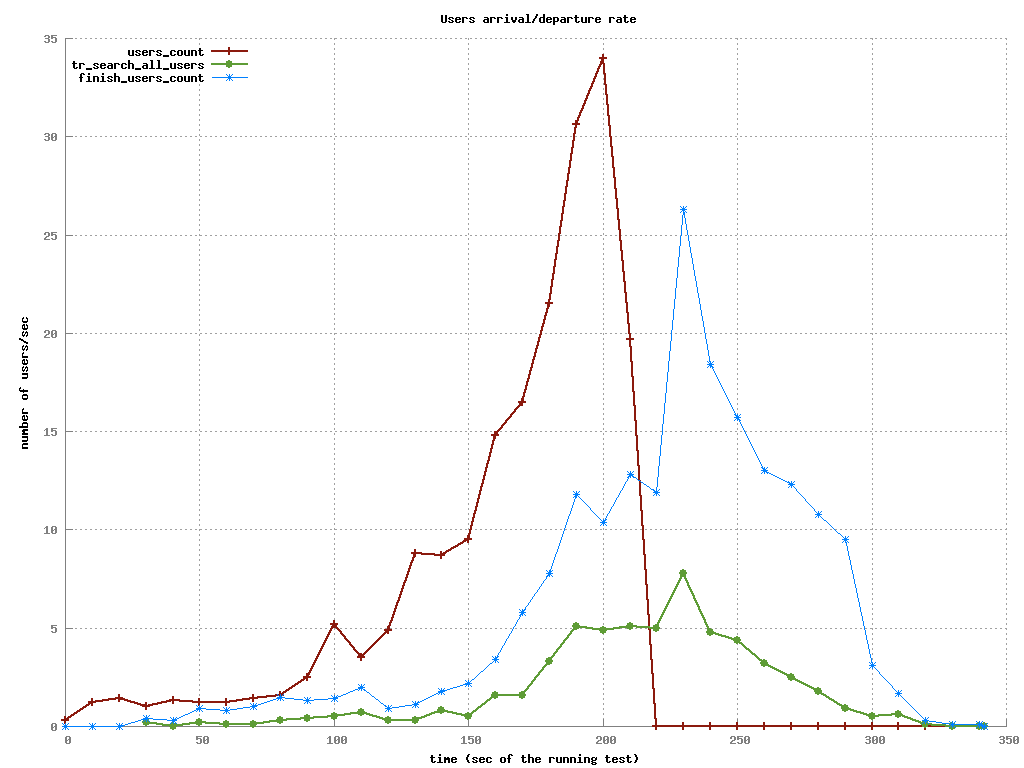 Users arrival/departure rate
users_count
tr_search_all_users
finish_users_count
35
30
25
20
15
10
5
0
number of users/sec
0 50 100 150 200 250 300 350
time (sec of the running test)